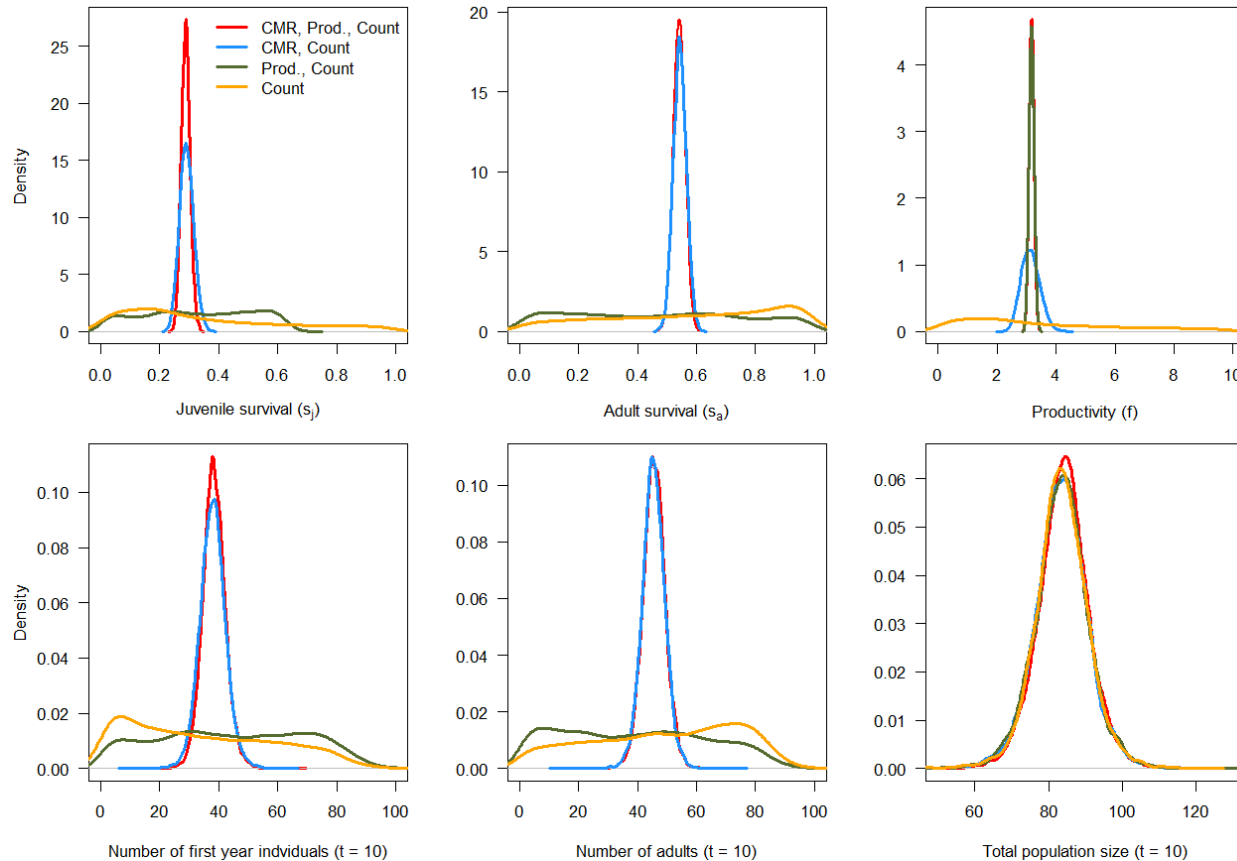 CMR, Prod., Count
CMR, Count
Prod., Count
Count
Density
25
20
15
10
5
0
0.0 0.2 0.4 0.6 0.8 1.0
Juvenile survival (sj)
20
15
10
5
0
0.0 0.2 0.4 0.6 0.8 1.0
Adult survival (sa)
4
3
2
1
0
0 2 4 6 8 10
Productivity (f)
Density
0.10
0.08
0.06
0.04
0.02
0.00
0 20 40 60 80 100
Number of first year indviduals (t = 10)
0.10
0.08
0.06
0.04
0.02
0.00
0 20 40 60 80 100
Number of adults (t = 10)
0.06
0.05
0.04
0.03
0.02
0.01
0.00
60 80 100 120
Total population size (t = 10)